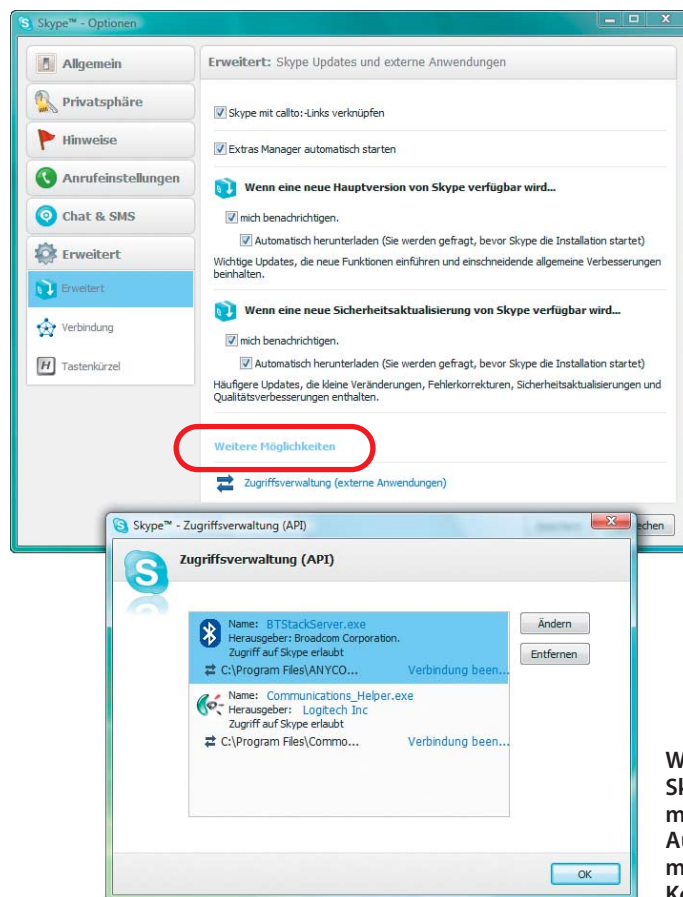 Skype™ - Optionen
Allgemein
Privatsphäre
Hinweise
Anrufeinstellungen
Chat & SMS
Erweitert
Erweitert
Verbindung
H Tastenkürzel
Erweitert: Skype Updates und externe Anwendungen
Skype mit callto:-Links verknüpfen
Extras Manager automatisch starten
Wenn eine neue Hauptversion von Skype verfügbar wird...
mich benachrichtigen.
Automatisch herunterladen (Sie werden gefragt, bevor Skype die Installation startet)
Wichtige Updates, die neue Funktionen einführen und einschneidende allgemeine Verbesserungen
beinhalten.
Wenn eine neue Sicherheitsaktualisierung von Skype verfügbar wird...
mich benachrichtigen.
Automatisch herunterladen (Sie werden gefragt, bevor Skype die Installation startet)
Häufigere Updates, die kleine Veränderungen, Fehlerkorrekturen, Sicherheitsaktualisierungen und
Qualitätsverbesserungen enthalten.
Weitere Möglichkeiten
Zugriffsverwaltung (externe Anwendungen)
echen
Skype™ - Zugriffsverwaltung (API)
S Zugriffsverwaltung (API)
Name: BTStackServer.exe
Herausgeber: Broadcom Corporation.
Zugriff auf Skype erlaubt
C:\Program Files\ANYCO... Verbindung been...
Name: Communications_Helper.exe
Herausgeber: Logitech Inc
Zugriff auf Skype erlaubt
C:\Program Files\Commo... Verbindung been...
Ändern
Entfernen
OK
W
Sk
m
Au
m
Ke